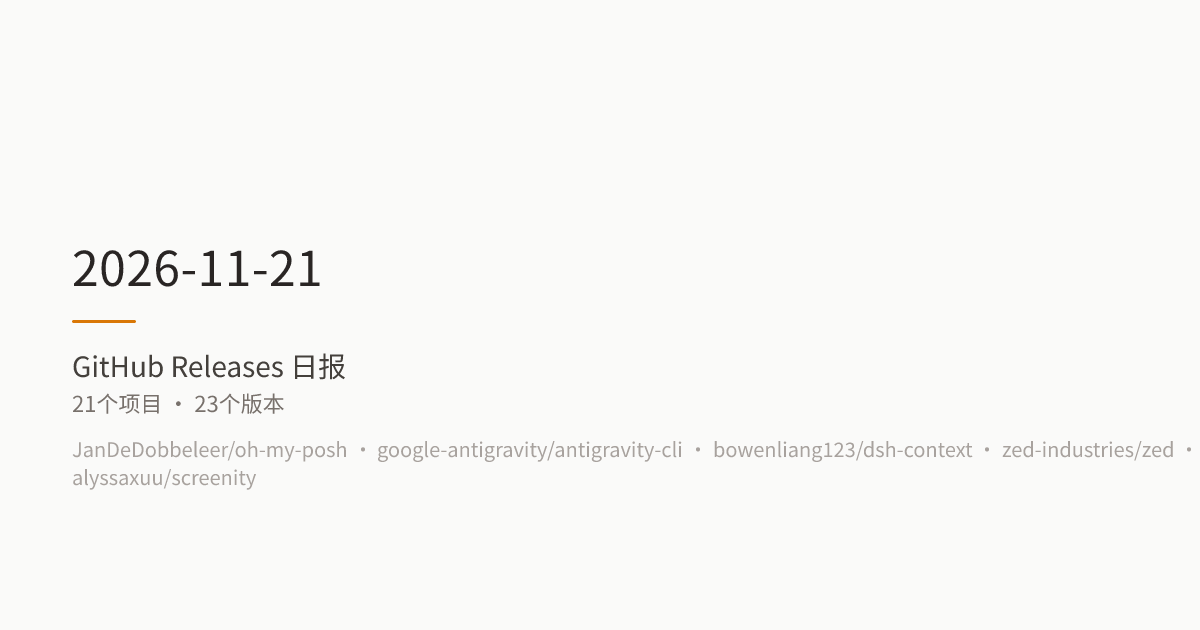 2026-11-21
GitHub Releases 日报
21个项目 • 23个版本
JanDeDobbeleer/oh-my-posh • google-antigravity/antigravity-cli • bowenliang123/dsh-context • zed-industries/zed •
alyssaxuu/screenity